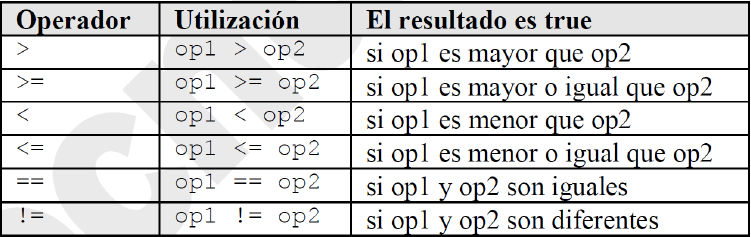 Operador Utilización El resultado es true
> op1 > op2 si op1 es mayor que op2
>= op1 >= op2 si op1 es mayor o igual que op2
< op1 < op2 si op1 es menor que op2
<= op1 <= op2 si op1 es menor o igual que op2
== op1 == op2 si op1 y op2 son iguales
!= op1 != op2 si op1 y op2 son diferentes